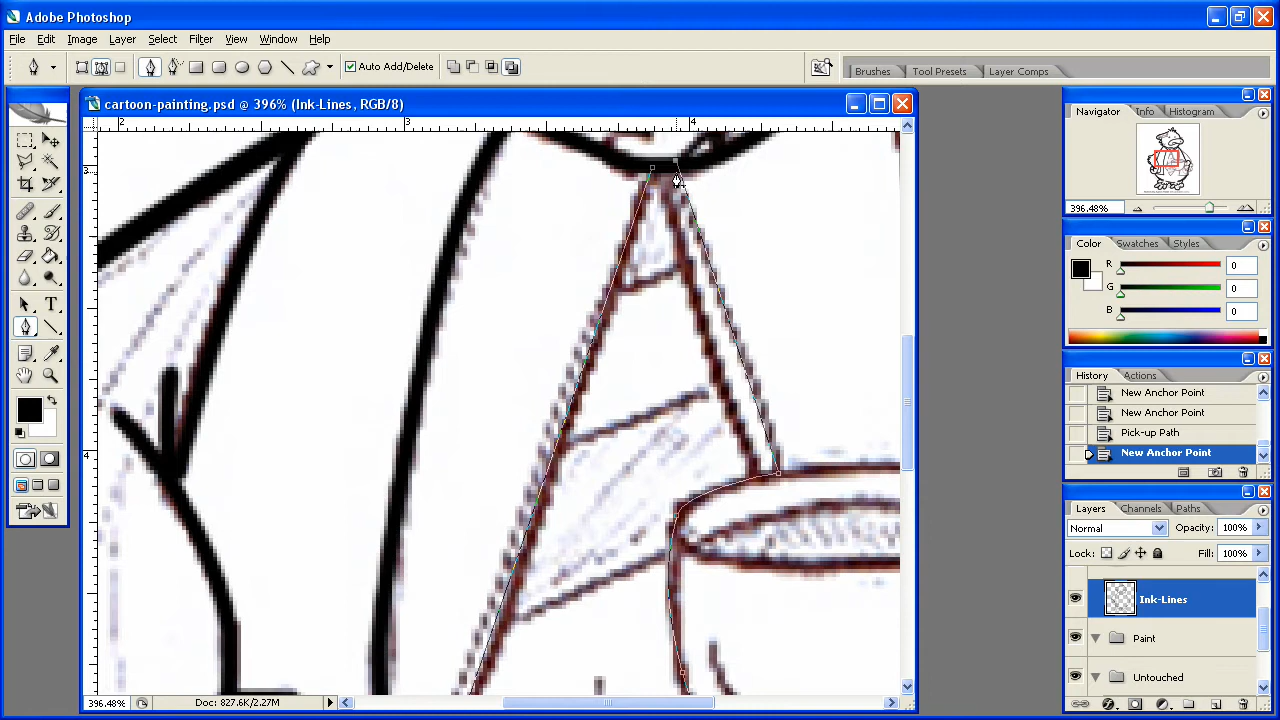 Adobe Photoshop
File Edit Image Layer Select Filter View Window Help
Auto Add/Delete
Brushes Tool Presets Layer Comps
cartoon-painting.psd @ 396% (Ink-Lines, RGB/8)
2 3 4
3
4
396.48% Doc: 827.6K/2.27M
Navigator Info Histogram
396.48%
Color Swatches Styles
R 0
G 0
B 0
History Actions
New Anchor Point
New Anchor Point
Pick-up Path
New Anchor Point
Layers Channels Paths
Normal Opacity: 100%
Lock: Fill: 100%
Ink-Lines
Paint
Untouched